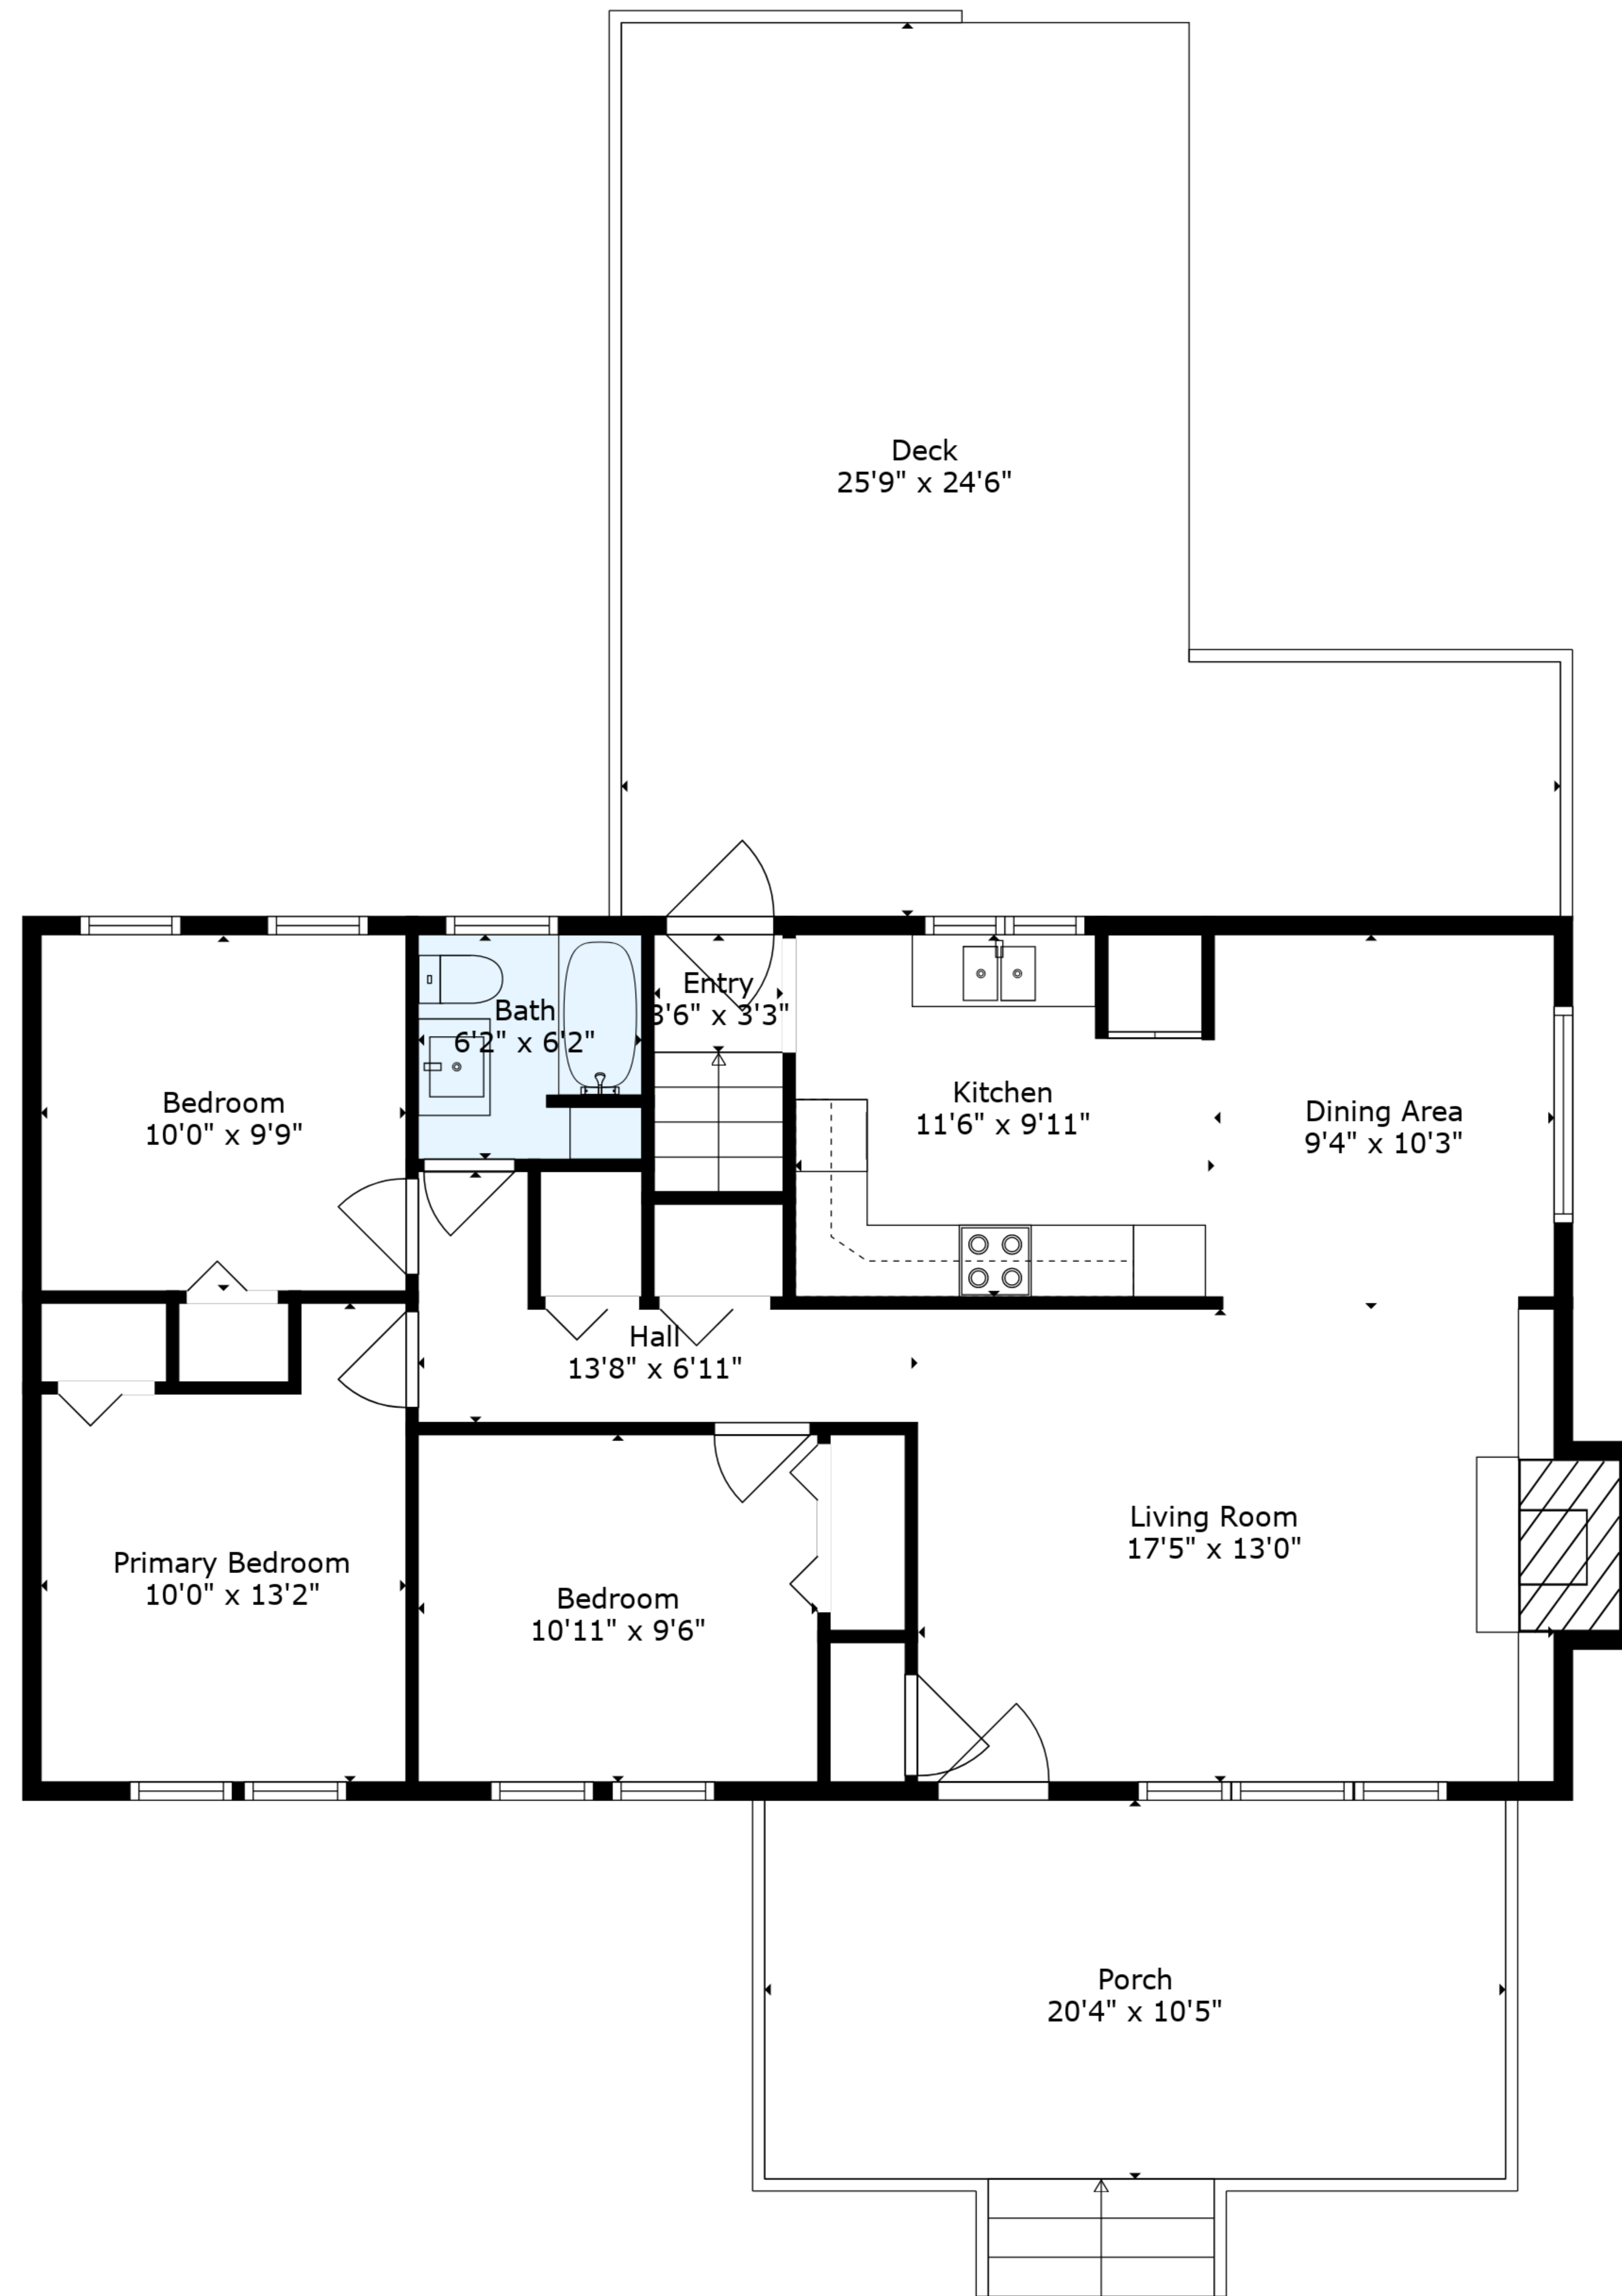 Deck
25'9" x 24'6"
Entry
3'6" x 3'3"
Bath
6'2" x 6'2"
Kitchen
11'6" x 9'11"
Bedroom
10'0" x 9'9"
Dining Area
9'4" x 10'3"
Hall
13'8" x 6'11"
Living Room
17'5" x 13'0"
Primary Bedroom
10'0" x 13'2"
Bedroom
10'11" x 9'6"
Porch
20'4" x 10'5"